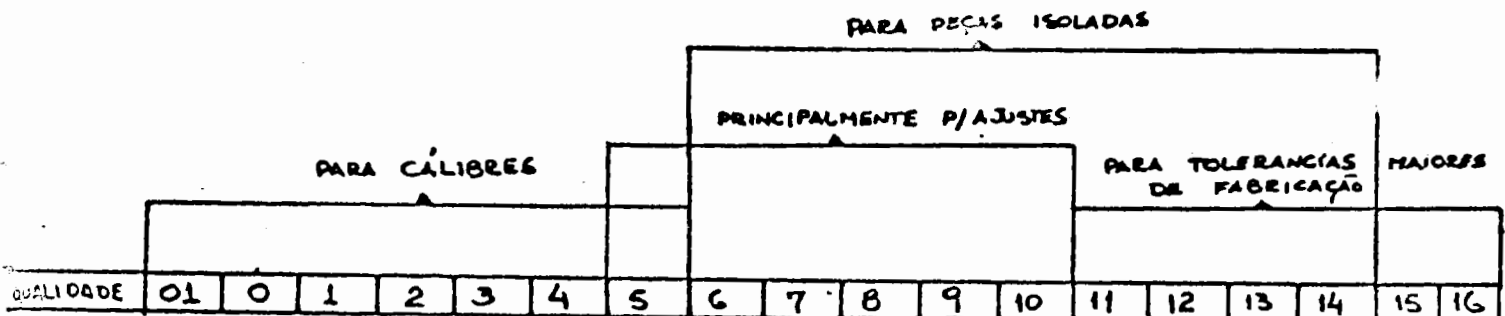 PARA PEÇAS ISOLADAS
PRINCIPALMENTE P/AJUSTES
PARA CÁLIBRES
PARA TOLERANCÍAS MAIORES
DE FABRICAÇÃO
QUALIDADE 01 0 1 2 3 4 5 6 7 8 9 10 11 12 13 14 15 16